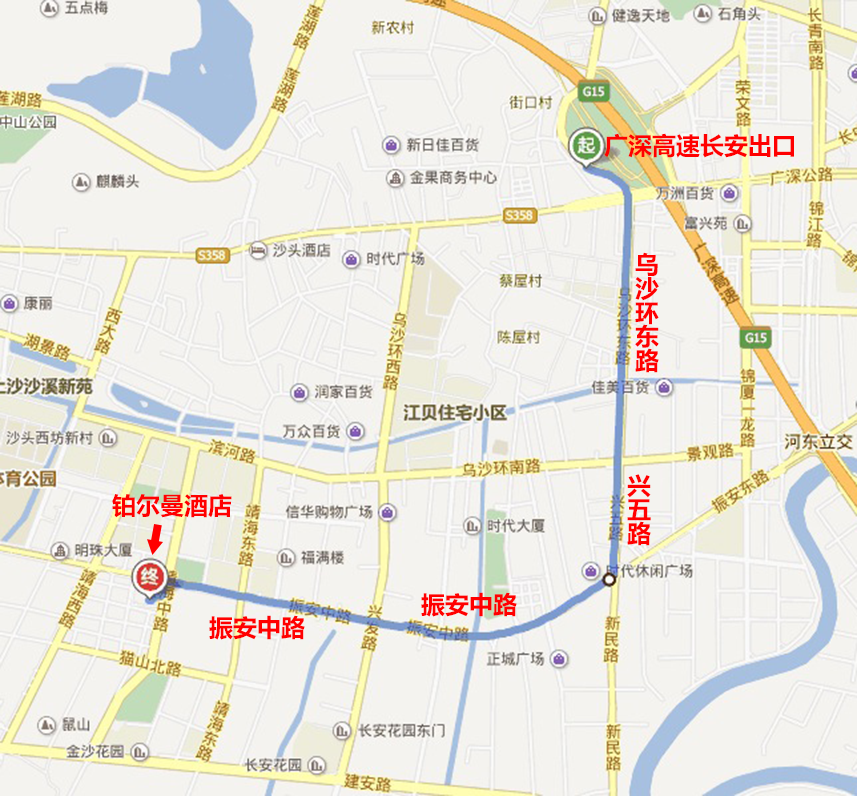 五点梅
新农村
莲湖路
健逸天地
石角头
长青南路
莲湖路
中山公园
街口村
G15
荣文路
起
广深高速长安出口
新日佳百货
金果商务中心
麒麟头
广深公路
万洲百货
S358
富兴苑
锦江路
S358
沙头酒店
时代广场
广深高速
乌沙环东路
乌沙环东路
蔡屋村
康丽
西大路
湖景路
乌沙环西路
陈屋村
G15
上沙沙溪新苑
润家百货
佳美百货
锦厦一龙路
江贝住宅小区
万众百货
沙头西坊新村
滨河路
河东立交
乌沙环南路
景观路
体育公园
振安东路
铂尔曼酒店
靖海东路
信华购物广场
时代大厦
兴五路
兴五路
明珠大厦
福满楼
终
时代休闲广场
靖海西路
靖海中路
振安中路
振安中路
振安中路
振安中路
兴发路
新民路
猫山北路
正城广场
鼠山
靖海东路
长安花园东门
新民路
金沙花园
长安花园
建安路